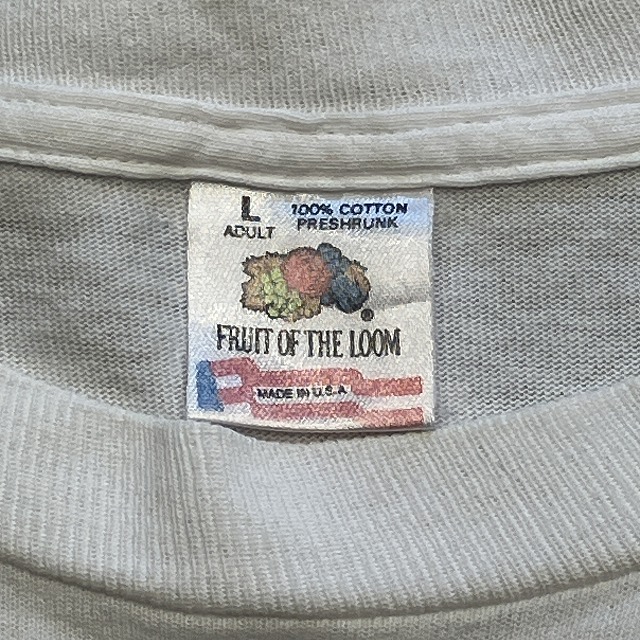 L
ADULT
100% COTTON
PRESHRUNK
®
FRUIT OF THE LOOM
MADE IN U.S.A